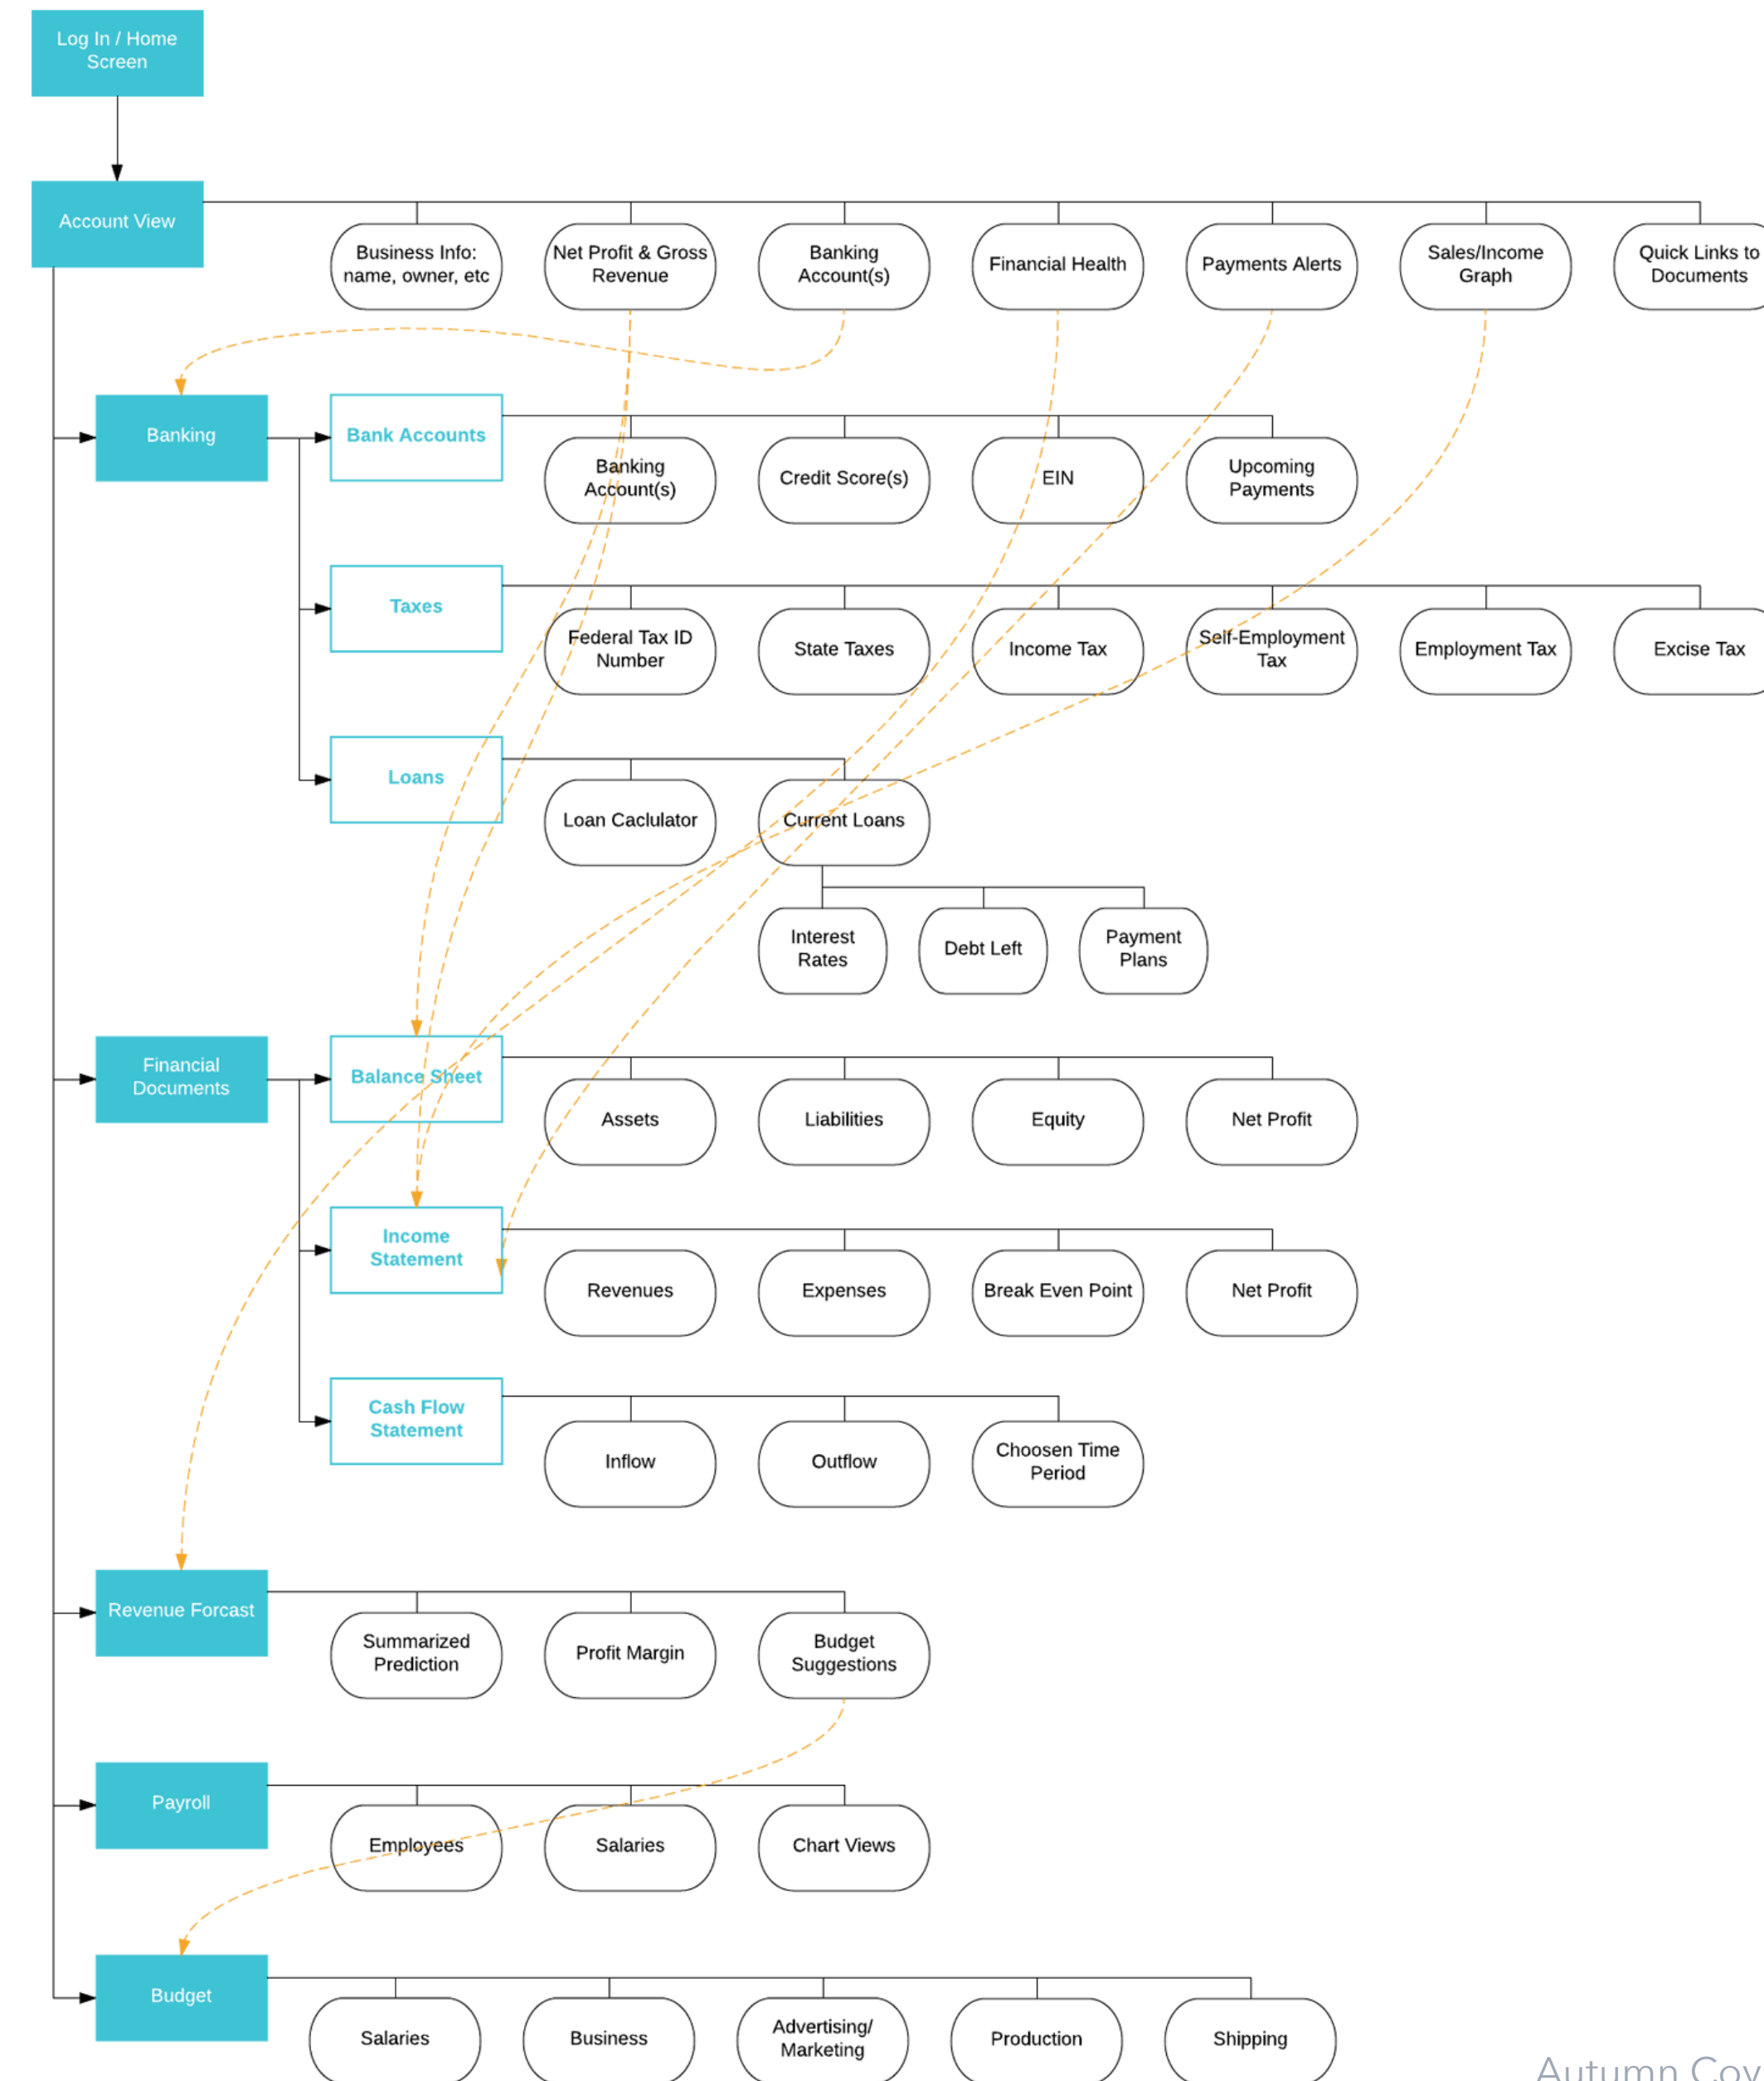 Log In / Home
Screen
Account View
Business Info:
name, owner, etc
Net Profit & Gross
Revenue
Banking
Account(s)
Financial Health
Payments Alerts
Sales/Income
Graph
Quick Links to
Documents
Banking
Bank Accounts
Banking
Account(s)
Credit Score(s)
EIN
Upcoming
Payments
Taxes
Federal Tax ID
Number
State Taxes
Income Tax
Self-Employment
Tax
Employment Tax
Excise Tax
Loans
Loan Caclulator
Current Loans
Interest
Rates
Debt Left
Payment
Plans
Financial
Documents
Balance Sheet
Assets
Liabilities
Equity
Net Profit
Income
Statement
Revenues
Expenses
Break Even Point
Net Profit
Cash Flow
Statement
Inflow
Outflow
Choosen Time
Period
Revenue Forcast
Summarized
Prediction
Profit Margin
Budget
Suggestions
Payroll
Employees
Salaries
Chart Views
Budget
Salaries
Business
Advertising/
Marketing
Production
Shipping
Autumn Cov